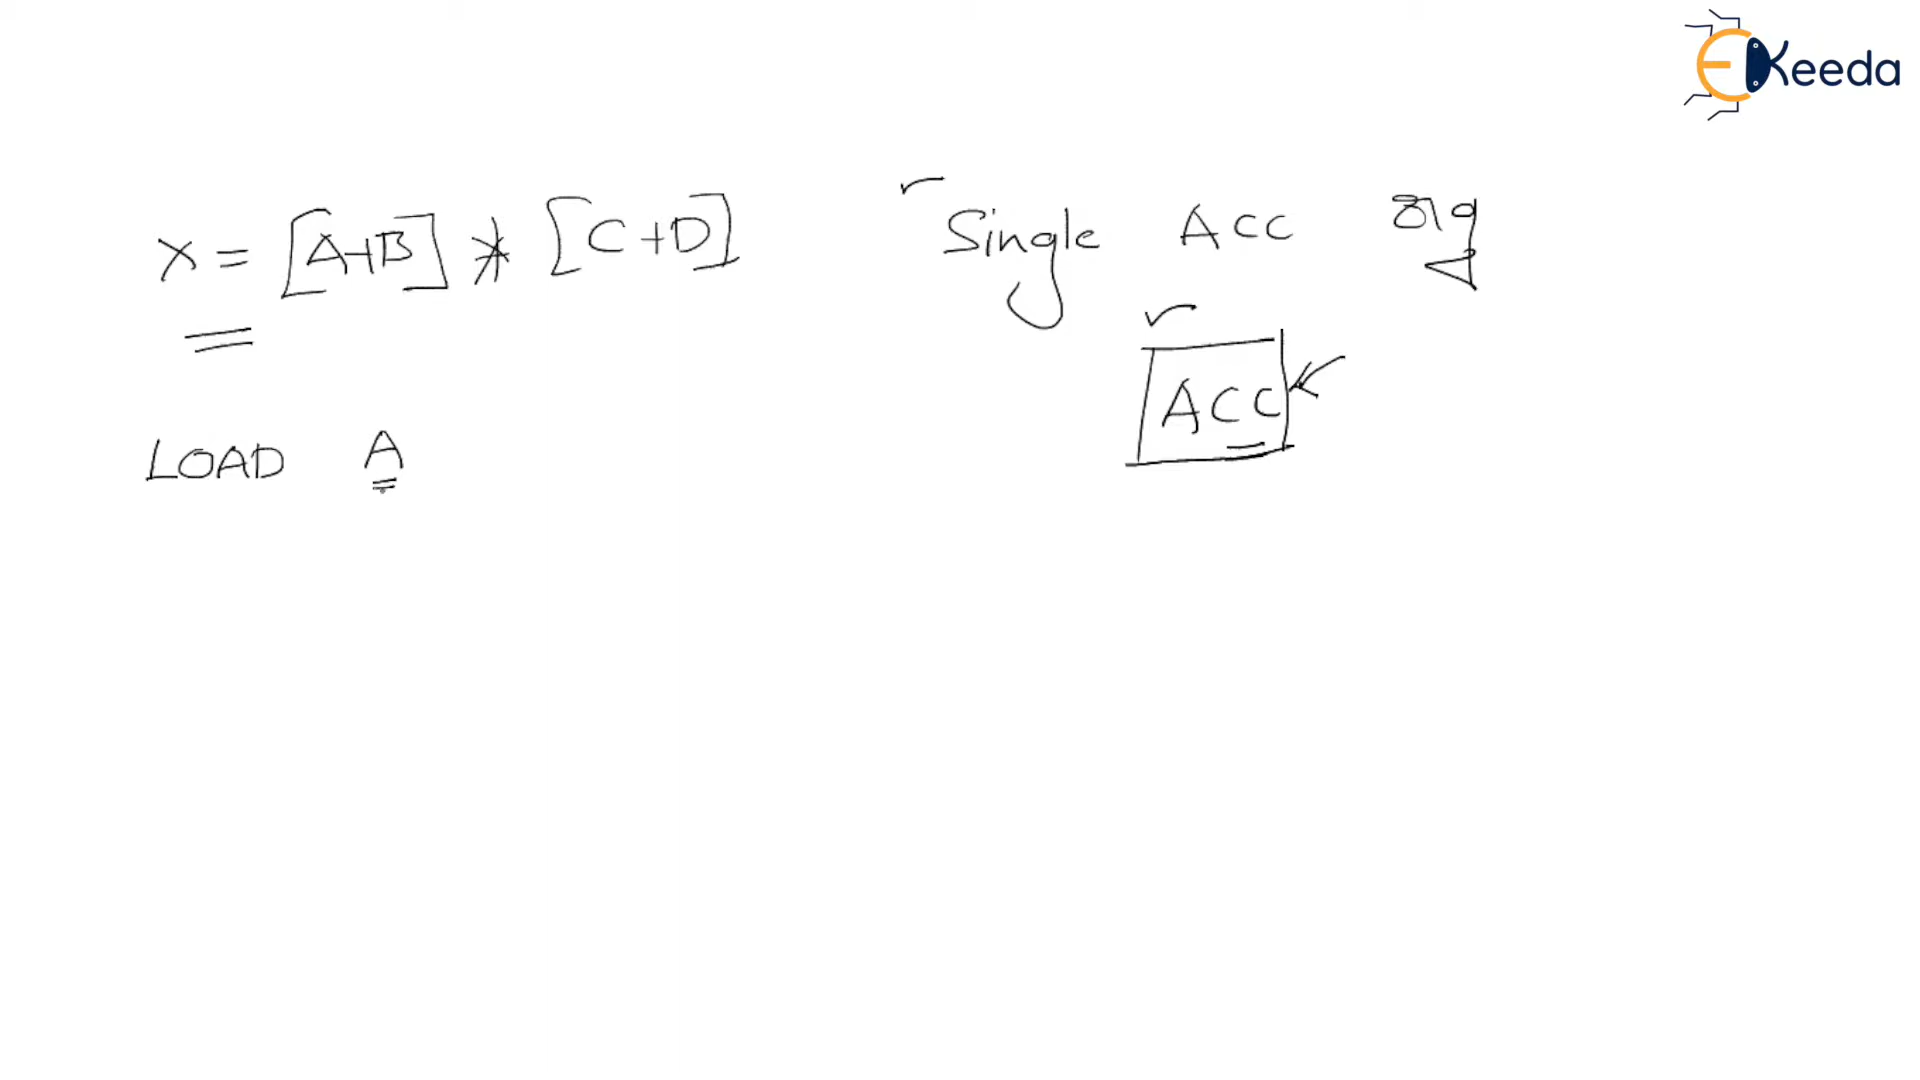 EKeeda
X = [A+B] * [C+D]
Single ACC org
ACC
LOAD A